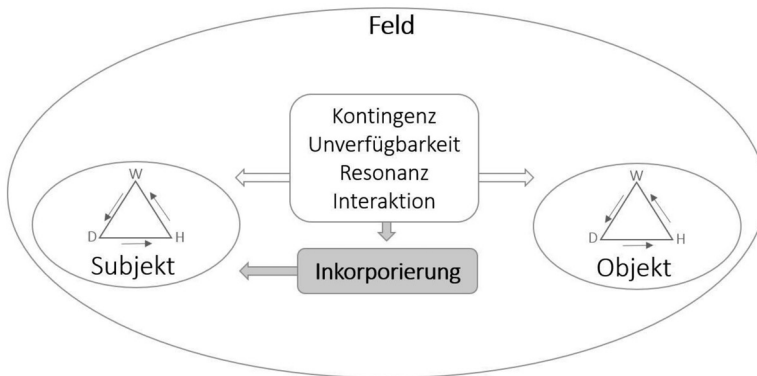 Feld
Kontingenz
Unverfügbarkeit
Resonanz
Interaktion
W
D
H
Subjekt
Inkorporierung
W
D
H
Objekt